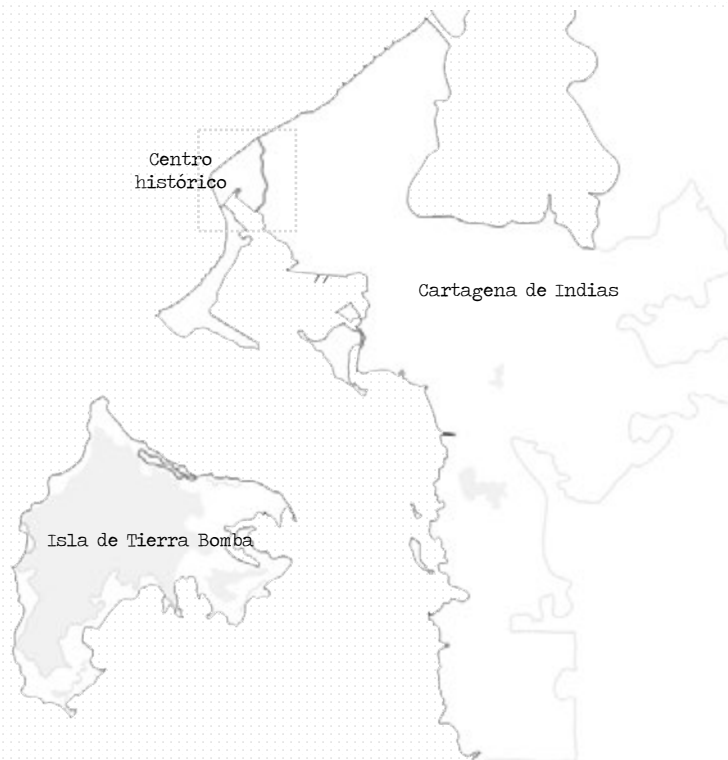 Centro
histórico
Cartagena de Indias
Isla de Tierra Bomba